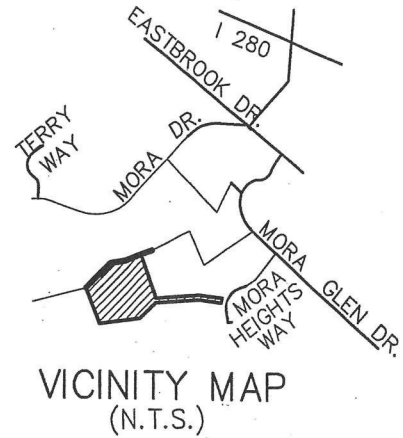 I 280
EASTBROOK DR.
TERRY
WAY
MORA DR.
MORA GLEN DR.
MORA
HEIGHTS
WAY
VICINITY MAP
(N.T.S.)